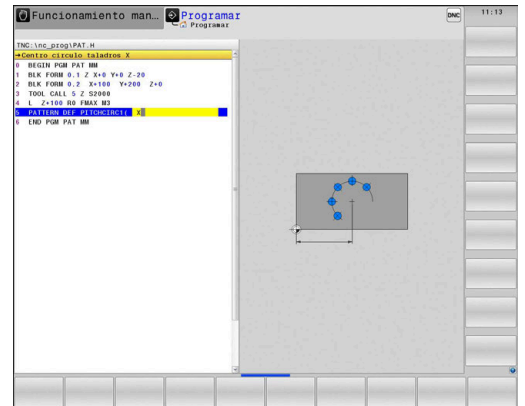 Funcionamiento man...
Programar
Programar
DNC
11:13
TNC:\nc_prog\PAT.H
→Centro circulo taladros X
0 BEGIN PGM PAT MM
1 BLK FORM 0.1 Z X+0 Y+0 Z-20
2 BLK FORM 0.2 X+100 Y+200 Z+0
3 TOOL CALL 5 Z S2000
4 L Z+100 R0 FMAX M3
5 PATTERN DEF PITCHCIRC1( X
6 END PGM PAT MM